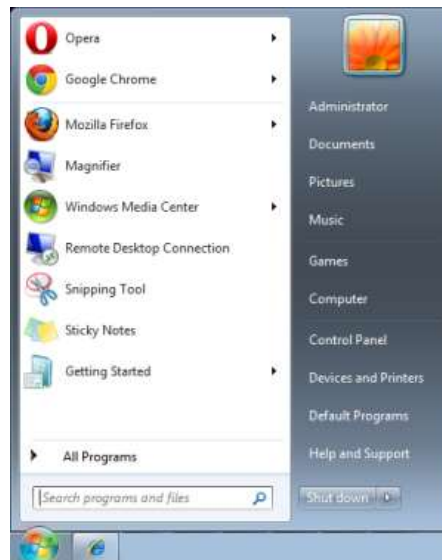 Opera
Google Chrome
Mozilla Firefox
Magnifier
Windows Media Center
Remote Desktop Connection
Snipping Tool
Sticky Notes
Getting Started
All Programs
Search programs and files
Administrator
Documents
Pictures
Music
Games
Computer
Control Panel
Devices and Printers
Default Programs
Help and Support
Shut down